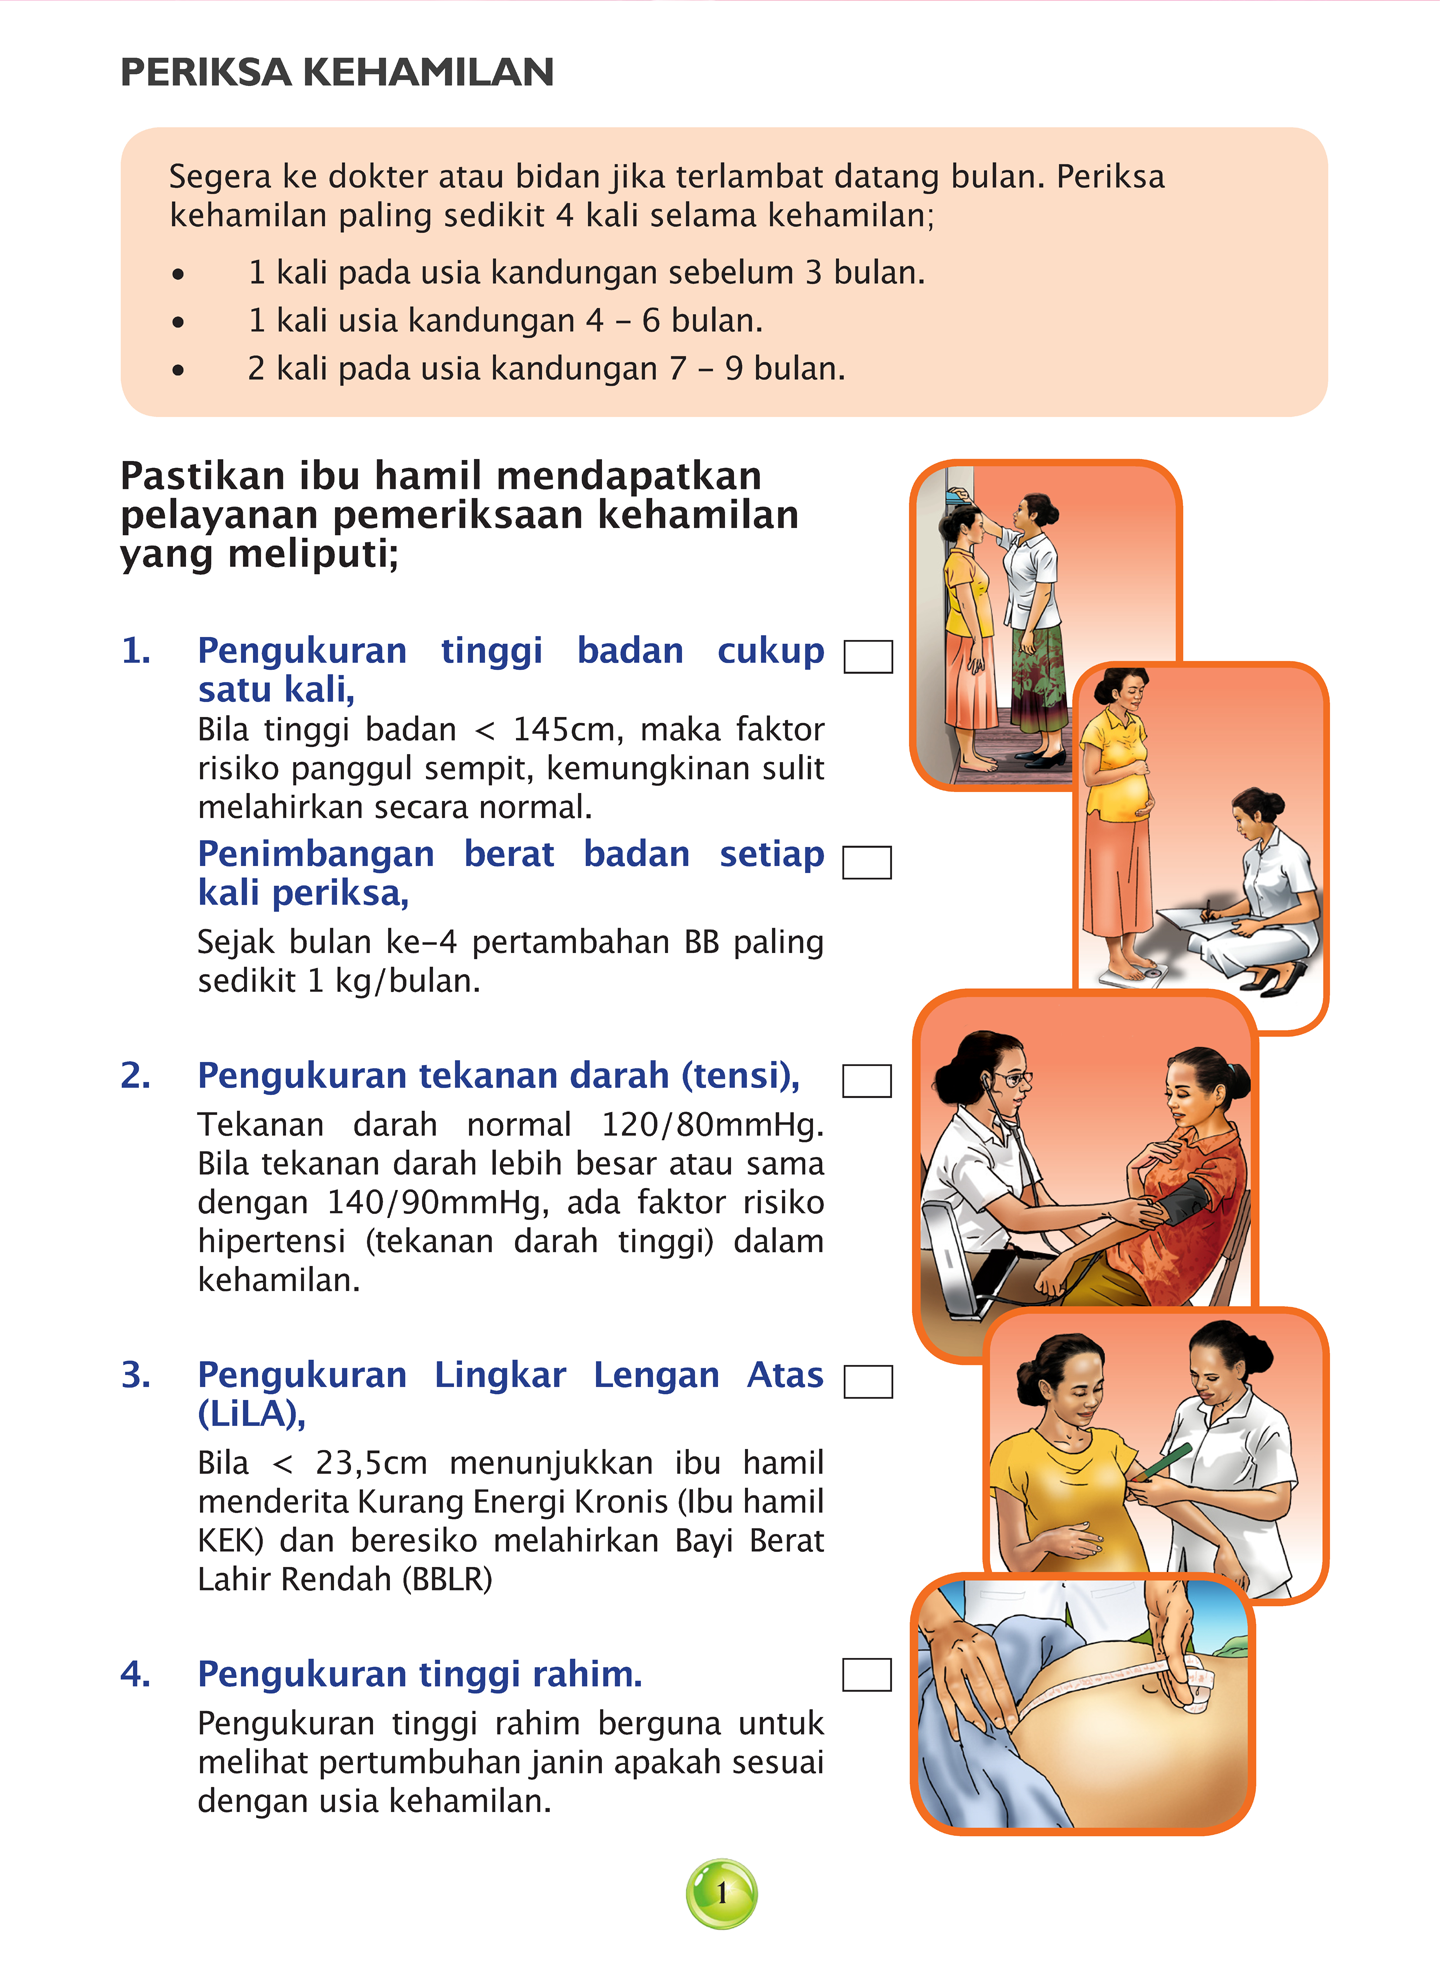 PERIKSA KEHAMILAN
Segera ke dokter atau bidan jika terlambat datang bulan. Periksa
kehamilan paling sedikit 4 kali selama kehamilan;
• 1 kali pada usia kandungan sebelum 3 bulan.
• 1 kali usia kandungan 4 – 6 bulan.
• 2 kali pada usia kandungan 7 – 9 bulan.
Pastikan ibu hamil mendapatkan
pelayanan pemeriksaan kehamilan
yang meliputi;
1. Pengukuran tinggi badan cukup
satu kali,
Bila tinggi badan < 145cm, maka faktor
risiko panggul sempit, kemungkinan sulit
melahirkan secara normal.
Penimbangan berat badan setiap
kali periksa,
Sejak bulan ke-4 pertambahan BB paling
sedikit 1 kg/bulan.
2. Pengukuran tekanan darah (tensi),
Tekanan darah normal 120/80mmHg.
Bila tekanan darah lebih besar atau sama
dengan 140/90mmHg, ada faktor risiko
hipertensi (tekanan darah tinggi) dalam
kehamilan.
3. Pengukuran Lingkar Lengan Atas
(LiLA),
Bila < 23,5cm menunjukkan ibu hamil
menderita Kurang Energi Kronis (Ibu hamil
KEK) dan beresiko melahirkan Bayi Berat
Lahir Rendah (BBLR)
4. Pengukuran tinggi rahim.
Pengukuran tinggi rahim berguna untuk
melihat pertumbuhan janin apakah sesuai
dengan usia kehamilan.
1